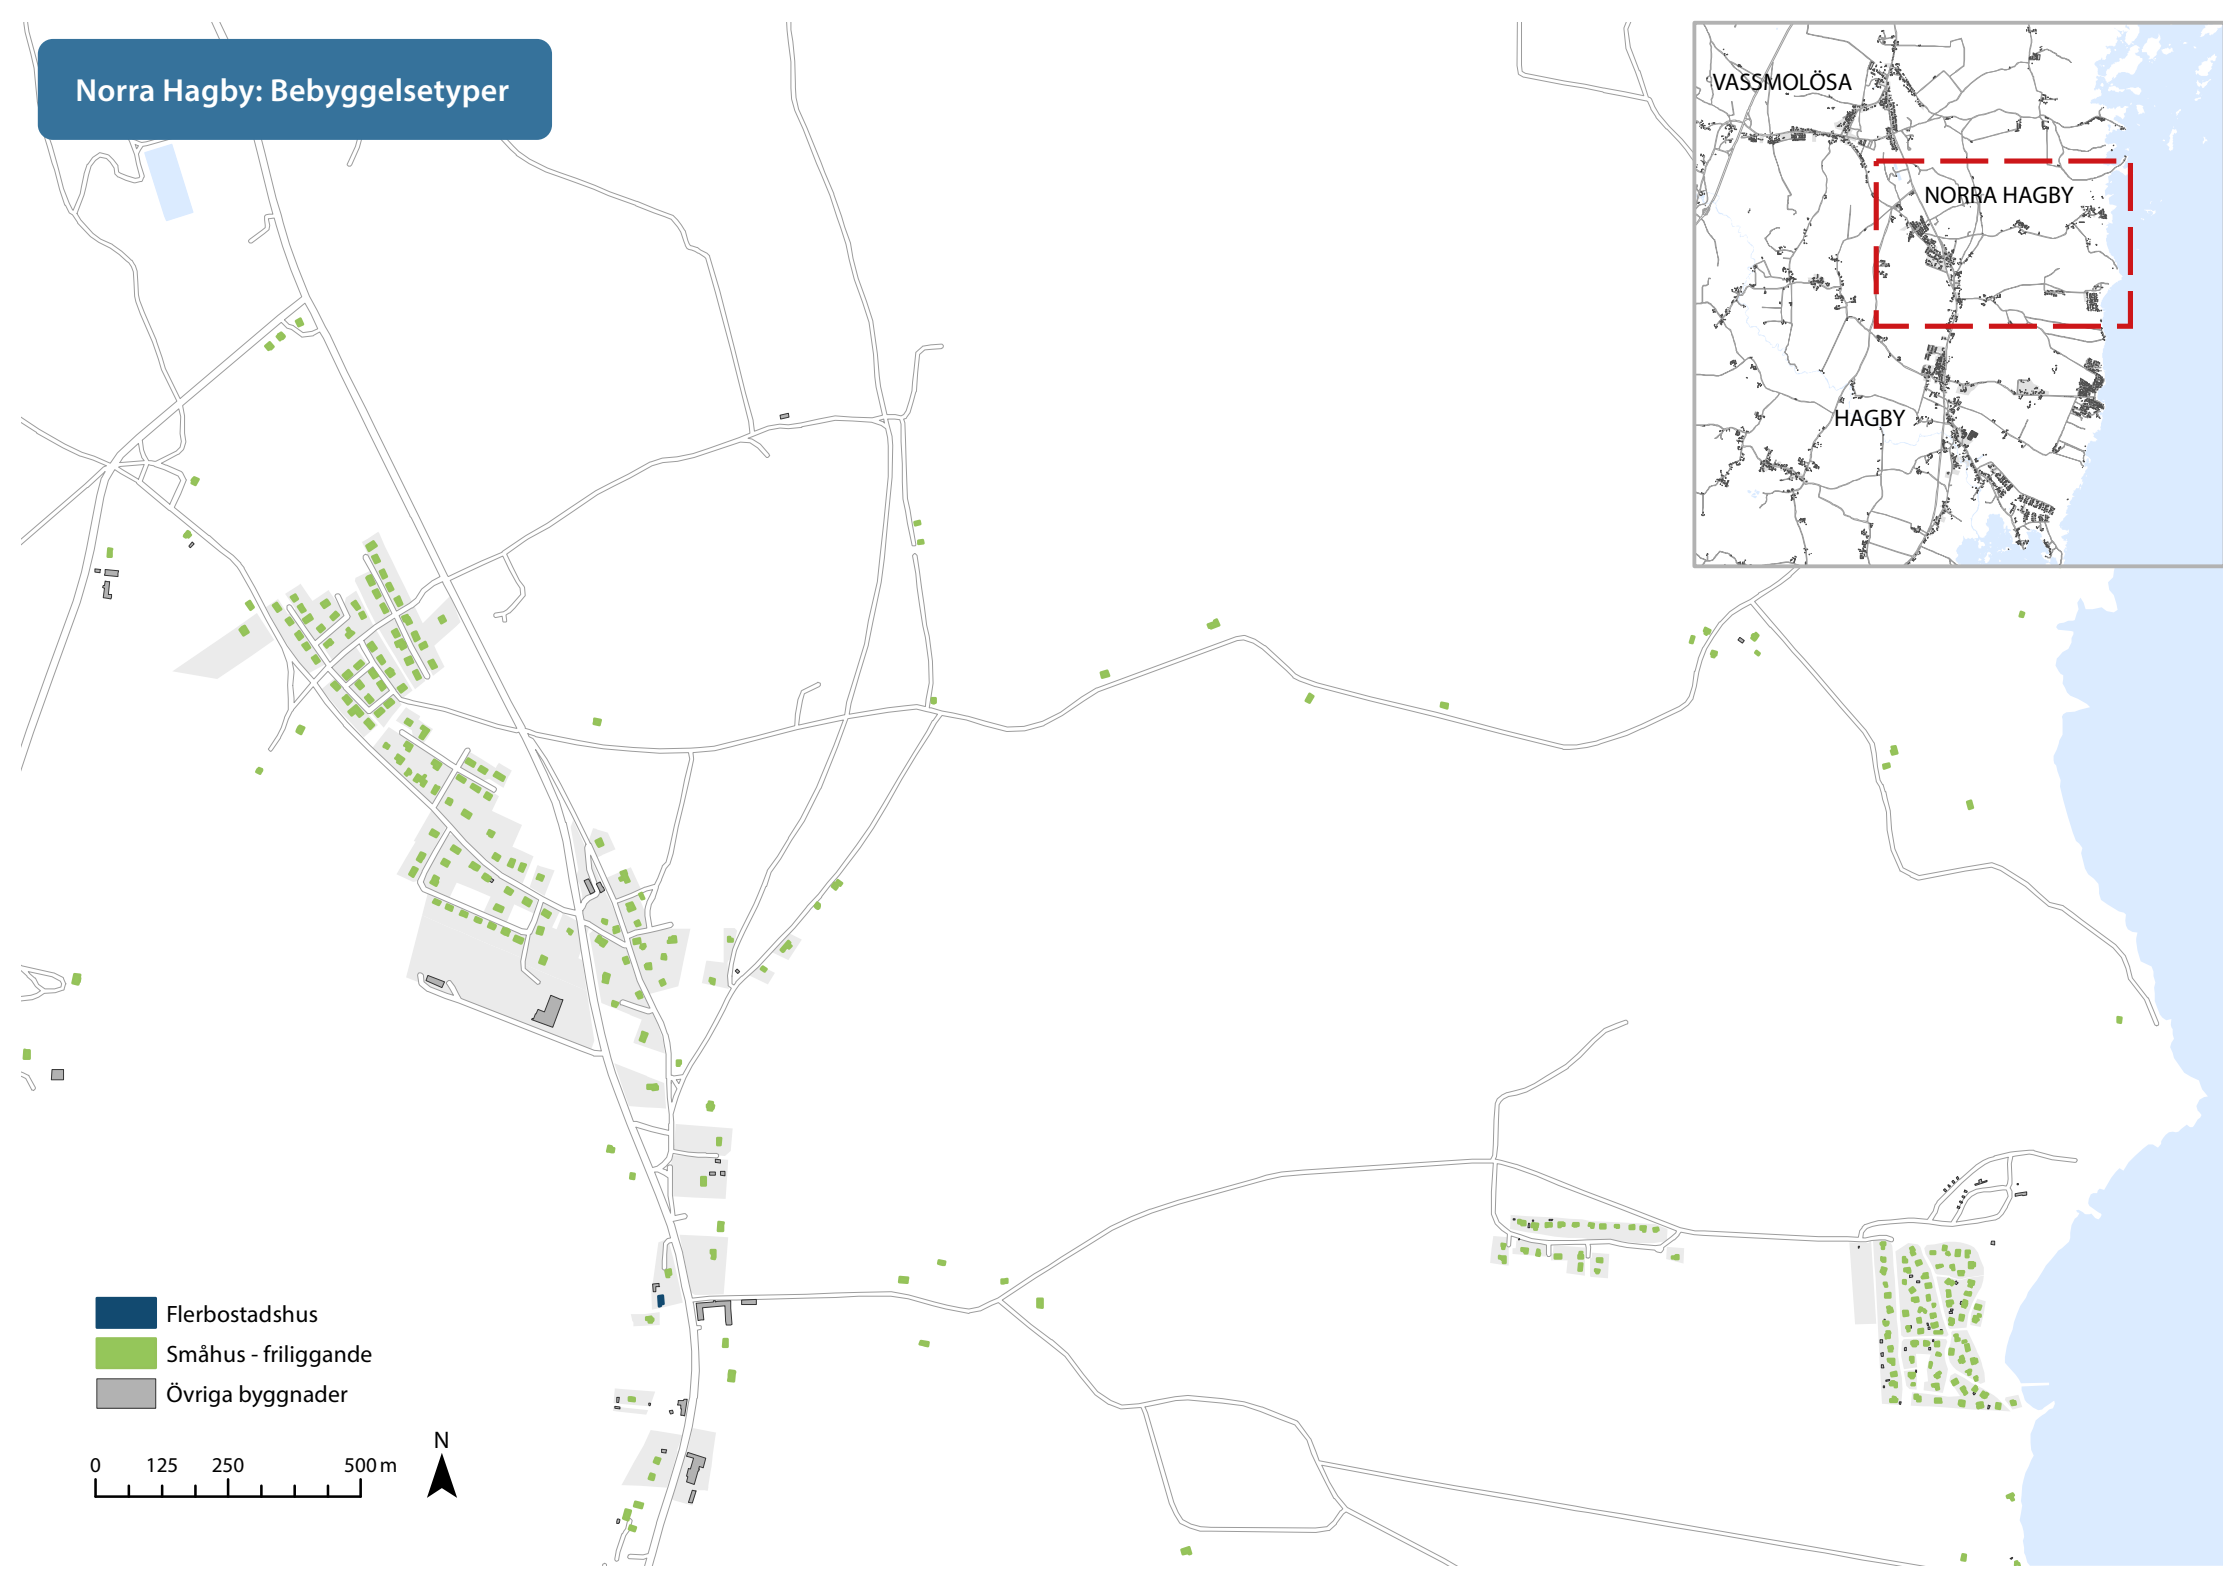 Norra Hagby: Bebyggelsetyper
VASSMOLÖSA
NORRA HAGBY
HAGBY
Flerbostadshus
Småhus - friliggande
Övriga byggnader
N
0 125 250 500 m